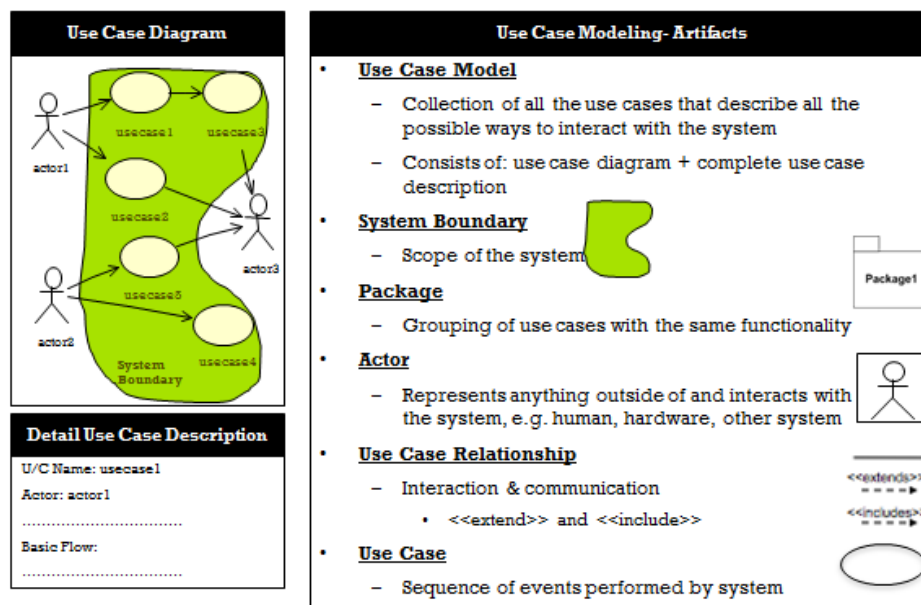 Use Case Diagram
usecase1
usecase3
actor1
usecase2
actor3
usecase5
actor2
usecase4
System
Boundary
Detail Use Case Description
U/C Name: usecase1
Actor: actor1
................................
Basic Flow:
................................
Use Case Modeling- Artifacts
• Use Case Model
– Collection of all the use cases that describe all the
possible ways to interact with the system
– Consists of: use case diagram + complete use case
description
• System Boundary
– Scope of the system
• Package
– Grouping of use cases with the same functionality
Package1
• Actor
– Represents anything outside of and interacts with
the system, e.g. human, hardware, other system
• Use Case Relationship
– Interaction & communication
• <<extend>> and <<include>>
<<extends>>
<<includes>>
• Use Case
– Sequence of events performed by system